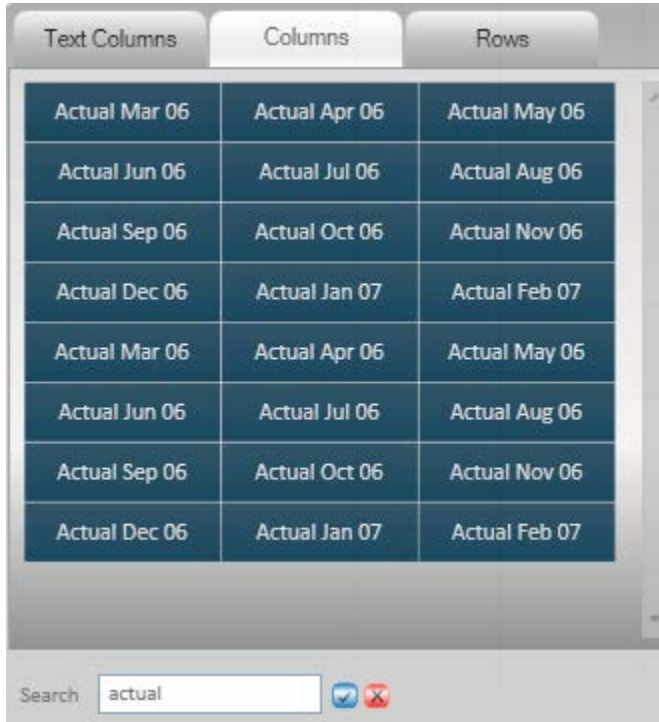 Text Columns Columns Rows
Actual Mar 06 Actual Apr 06 Actual May 06
Actual Jun 06 Actual Jul 06 Actual Aug 06
Actual Sep 06 Actual Oct 06 Actual Nov 06
Actual Dec 06 Actual Jan 07 Actual Feb 07
Actual Mar 06 Actual Apr 06 Actual May 06
Actual Jun 06 Actual Jul 06 Actual Aug 06
Actual Sep 06 Actual Oct 06 Actual Nov 06
Actual Dec 06 Actual Jan 07 Actual Feb 07
Search actual